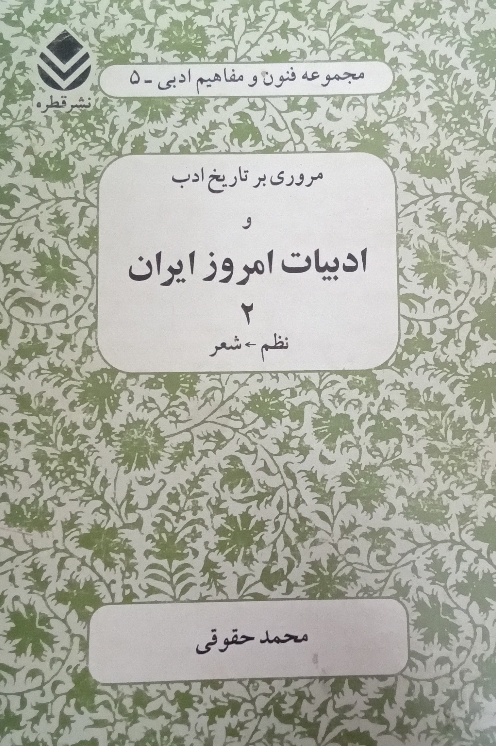 نشر قطره
مجموعه فنون و مفاهیم ادبی - ۵
مروری بر تاریخ ادب
و
ادبیات امروز ایران
۲
نظم ← شعر
محمد حقوقی